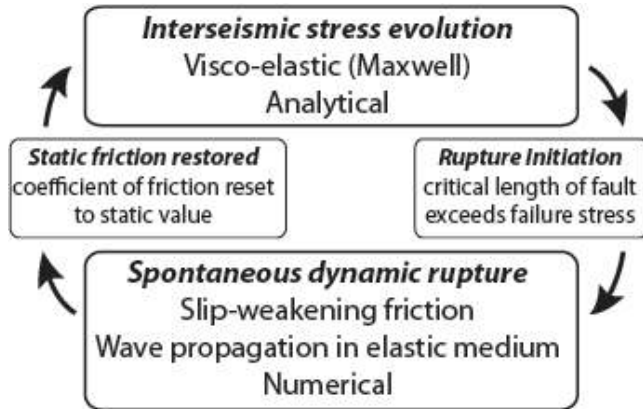 Interseismic stress evolution
Visco-elastic (Maxwell)
Analytical
Static friction restored
coefficient of friction reset
to static value
Rupture initiation
critical length of fault
exceeds failure stress
Spontaneous dynamic rupture
Slip-weakening friction
Wave propagation in elastic medium
Numerical